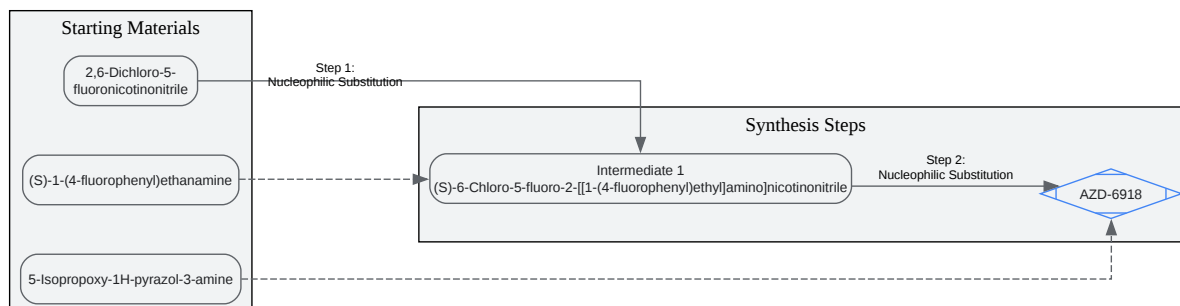 Starting Materials
2,6-Dichloro-5-
fluoronicotinonitrile
Step 1:
Nucleophilic Substitution
Synthesis Steps
(S)-1-(4-fluorophenyl)ethanamine
Intermediate 1
(S)-6-Chloro-5-fluoro-2-[[1-(4-fluorophenyl)ethyl]amino]nicotinonitrile
Step 2:
Nucleophilic Substitution
AZD-6918
5-Isopropoxy-1H-pyrazol-3-amine